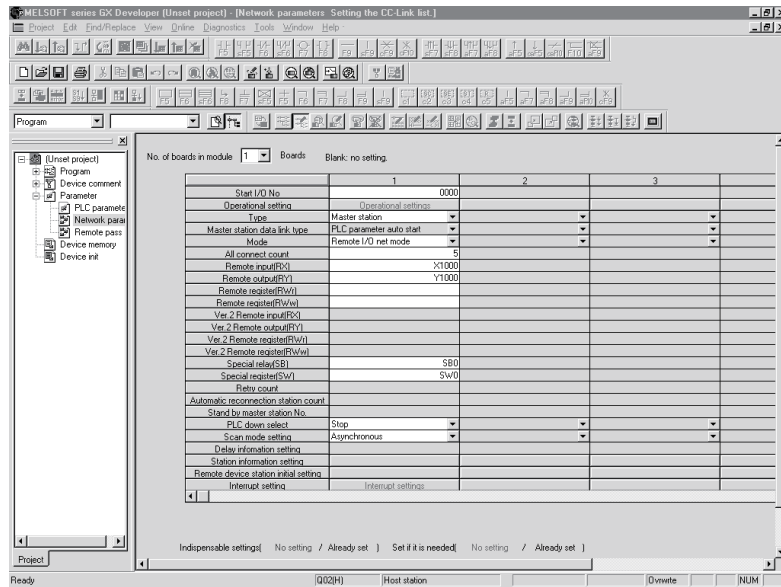 MELSOFT series GX Developer (Unset project) - [Network parameters Setting the CC-Link list.]
Project Edit Find/Replace View Online Diagnostics Tools Window Help
Program
No. of boards in module 1 Boards Blank: no setting.
(Unset project)
Program
Device comment
Parameter
PLC paramete
Network parar
Remote pass
Device memory
Device init
Project
1 2 3
Start I/O No 0000
Operational setting Operational settings
Type Master station
Master station data link type PLC parameter auto start
Mode Remote I/O net mode
All connect count 5
Remote input(RX) X1000
Remote output(RY) Y1000
Remote register(RWr)
Remote register(RWw)
Ver.2 Remote input(RX)
Ver.2 Remote output(RY)
Ver.2 Remote register(RWr)
Ver.2 Remote register(RWw)
Special relay(SB) SB0
Special register(SW) SW0
Retry count
Automatic reconnection station count
Stand by master station No.
PLC down select Stop
Scan mode setting Asynchronous
Delay infomation setting
Station information setting
Remote device station initial setting
Interrupt setting Interrupt settings
Indispensable settings( No setting / Already set ) Set if it is needed( No setting / Already set )
Ready Q02(H) Host station Ovrwrte NUM